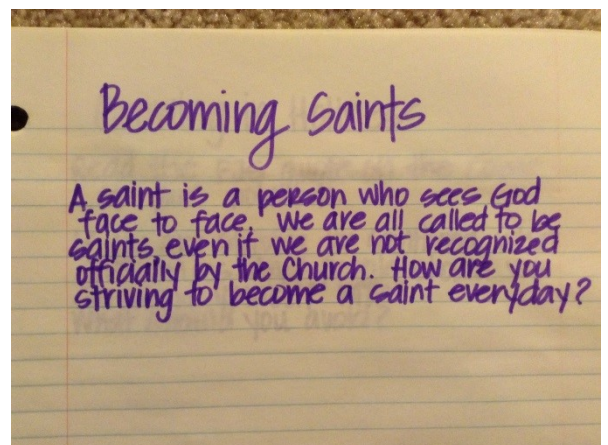 Becoming Saints
A saint is a person who sees God
face to face. We are all called to be
saints even if we are not recognized
officially by the Church. How are you
striving to become a saint everyday?